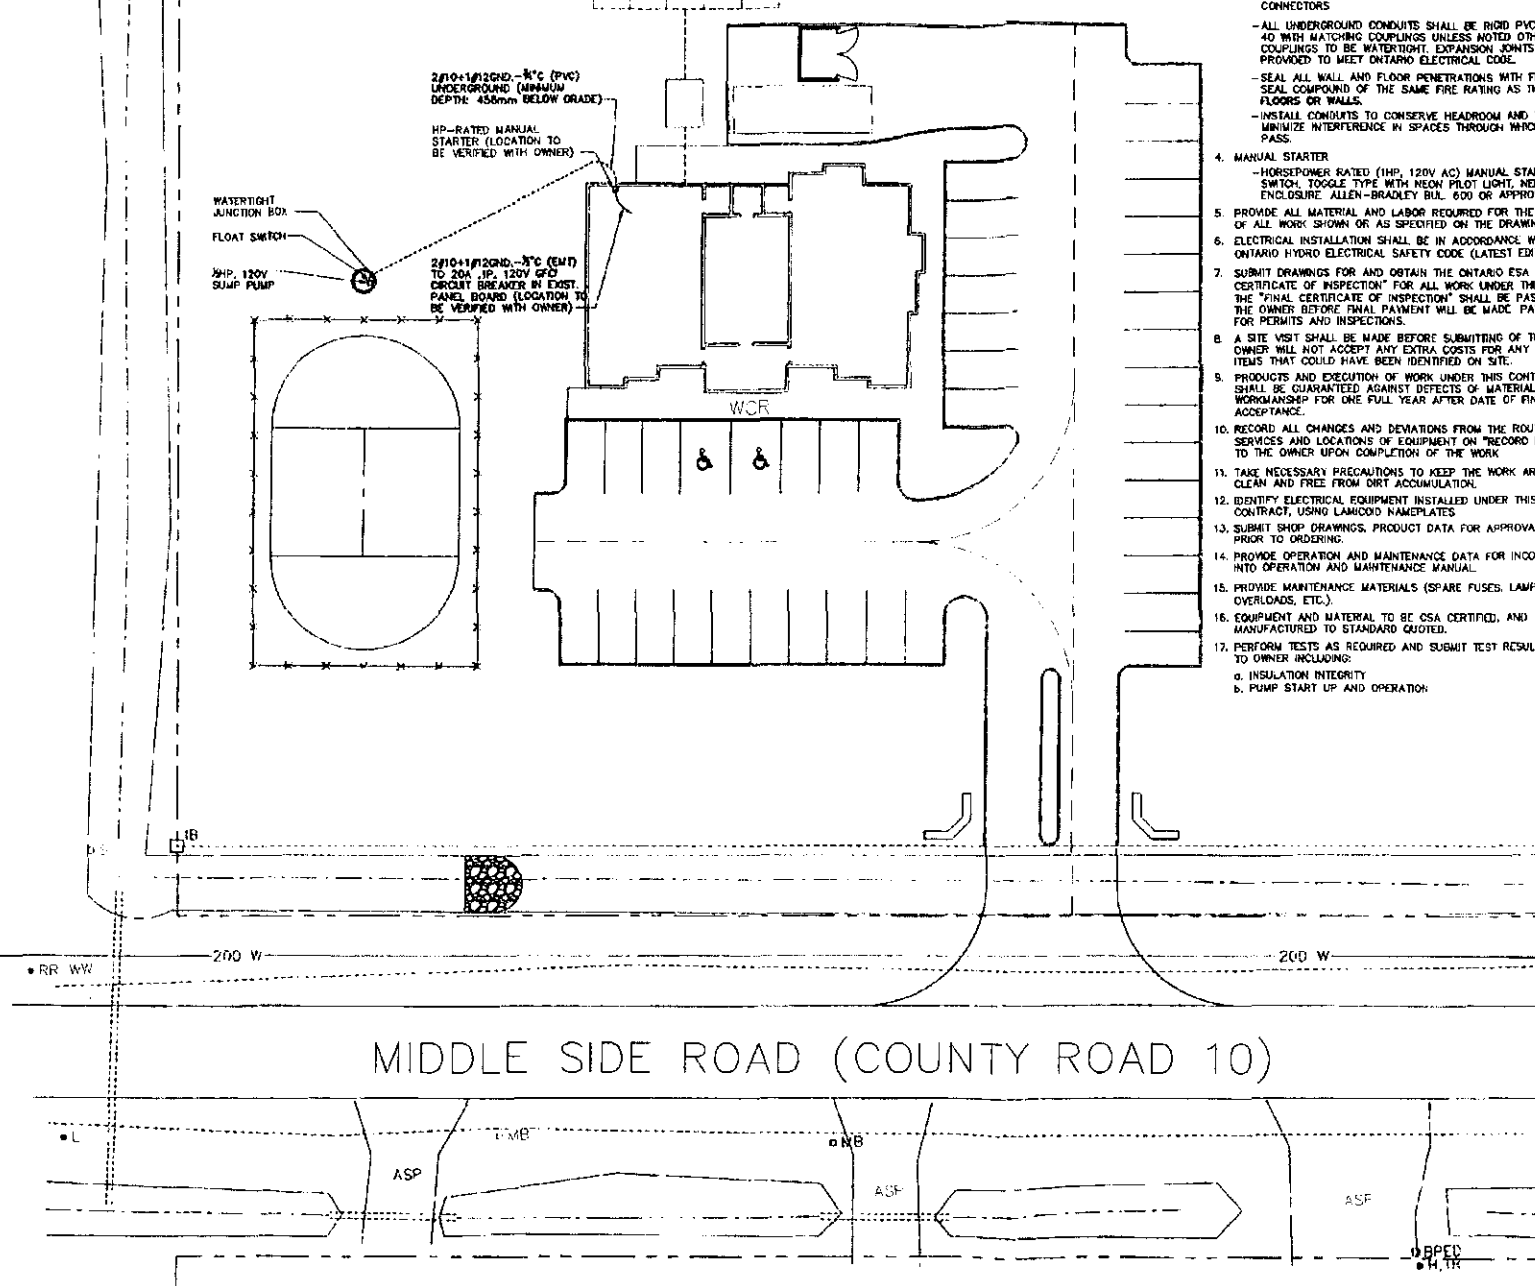 2#10+1#12GND.-¾"C (PVC)
UNDERGROUND (MINIMUM
DEPTH: 458mm BELOW GRADE)
HP-RATED MANUAL
STARTER (LOCATION TO
BE VERIFIED WITH OWNER)
WATERTIGHT
JUNCTION BOX
FLOAT SWITCH
½HP, 120V
SUMP PUMP
2#10+1#12GND.-¾"C (EMT)
TO 20A .1P, 120V GFCI
CIRCUIT BREAKER IN EXIST.
PANEL BOARD (LOCATION TO
BE VERIFIED WITH OWNER)
WCR
CONNECTORS
-ALL UNDERGROUND CONDUITS SHALL BE RIGID PVC
40 WITH MATCHING COUPLINGS UNLESS NOTED OTH
COUPLINGS TO BE WATERTIGHT. EXPANSION JOINTS
PROVIDED TO MEET ONTARIO ELECTRICAL CODE.
-SEAL ALL WALL AND FLOOR PENETRATIONS WITH F
SEAL COMPOUND OF THE SAME FIRE RATING AS TH
FLOORS OR WALLS.
-INSTALL CONDUITS TO CONSERVE HEADROOM AND
MINIMIZE INTERFERENCE IN SPACES THROUGH WHIC
PASS.
4. MANUAL STARTER
-HORSEPOWER RATED (1HP, 120V AC) MANUAL STA
SWITCH, TOGGLE TYPE WITH NEON PILOT LIGHT, NE
ENCLOSURE. ALLEN-BRADLEY BUL. 600 OR APPRO
5. PROVIDE ALL MATERIAL AND LABOR REQUIRED FOR THE
OF ALL WORK SHOWN OR AS SPECIFIED ON THE DRAWIN
6. ELECTRICAL INSTALLATION SHALL BE IN ACCORDANCE W
ONTARIO HYDRO ELECTRICAL SAFETY CODE (LATEST EDI
7. SUBMIT DRAWINGS FOR AND OBTAIN THE ONTARIO ESA
CERTIFICATE OF INSPECTION" FOR ALL WORK UNDER THE
THE "FINAL CERTIFICATE OF INSPECTION" SHALL BE PAS
THE OWNER BEFORE FINAL PAYMENT WILL BE MADE. PA
FOR PERMITS AND INSPECTIONS.
8. A SITE VISIT SHALL BE MADE BEFORE SUBMITTING OF T
OWNER WILL NOT ACCEPT ANY EXTRA COSTS FOR ANY
ITEMS THAT COULD HAVE BEEN IDENTIFIED ON SITE.
9. PRODUCTS AND EXECUTION OF WORK UNDER THIS CONT
SHALL BE GUARANTEED AGAINST DEFECTS OF MATERIAL
WORKMANSHIP FOR ONE FULL YEAR AFTER DATE OF FIN
ACCEPTANCE.
10. RECORD ALL CHANGES AND DEVIATIONS FROM THE ROU
SERVICES AND LOCATIONS OF EQUIPMENT ON "RECORD
TO THE OWNER UPON COMPLETION OF THE WORK
11. TAKE NECESSARY PRECAUTIONS TO KEEP THE WORK AR
CLEAN AND FREE FROM DIRT ACCUMULATION.
12. IDENTIFY ELECTRICAL EQUIPMENT INSTALLED UNDER THIS
CONTRACT, USING LAMICOID NAMEPLATES
13. SUBMIT SHOP DRAWINGS, PRODUCT DATA FOR APPROVA
PRIOR TO ORDERING.
14. PROVIDE OPERATION AND MAINTENANCE DATA FOR INCO
INTO OPERATION AND MAINTENANCE MANUAL.
15. PROVIDE MAINTENANCE MATERIALS (SPARE FUSES, LAMP
OVERLOADS, ETC.).
16. EQUIPMENT AND MATERIAL TO BE CSA CERTIFIED, AND
MANUFACTURED TO STANDARD QUOTED.
17. PERFORM TESTS AS REQUIRED AND SUBMIT TEST RESUL
TO OWNER INCLUDING:
a. INSULATION INTEGRITY
b. PUMP START UP AND OPERATION
IB
200 W
200 W
RR WW
MIDDLE SIDE ROAD (COUNTY ROAD 10)
L
MB
MB
ASP
ASP
ASP
BPED